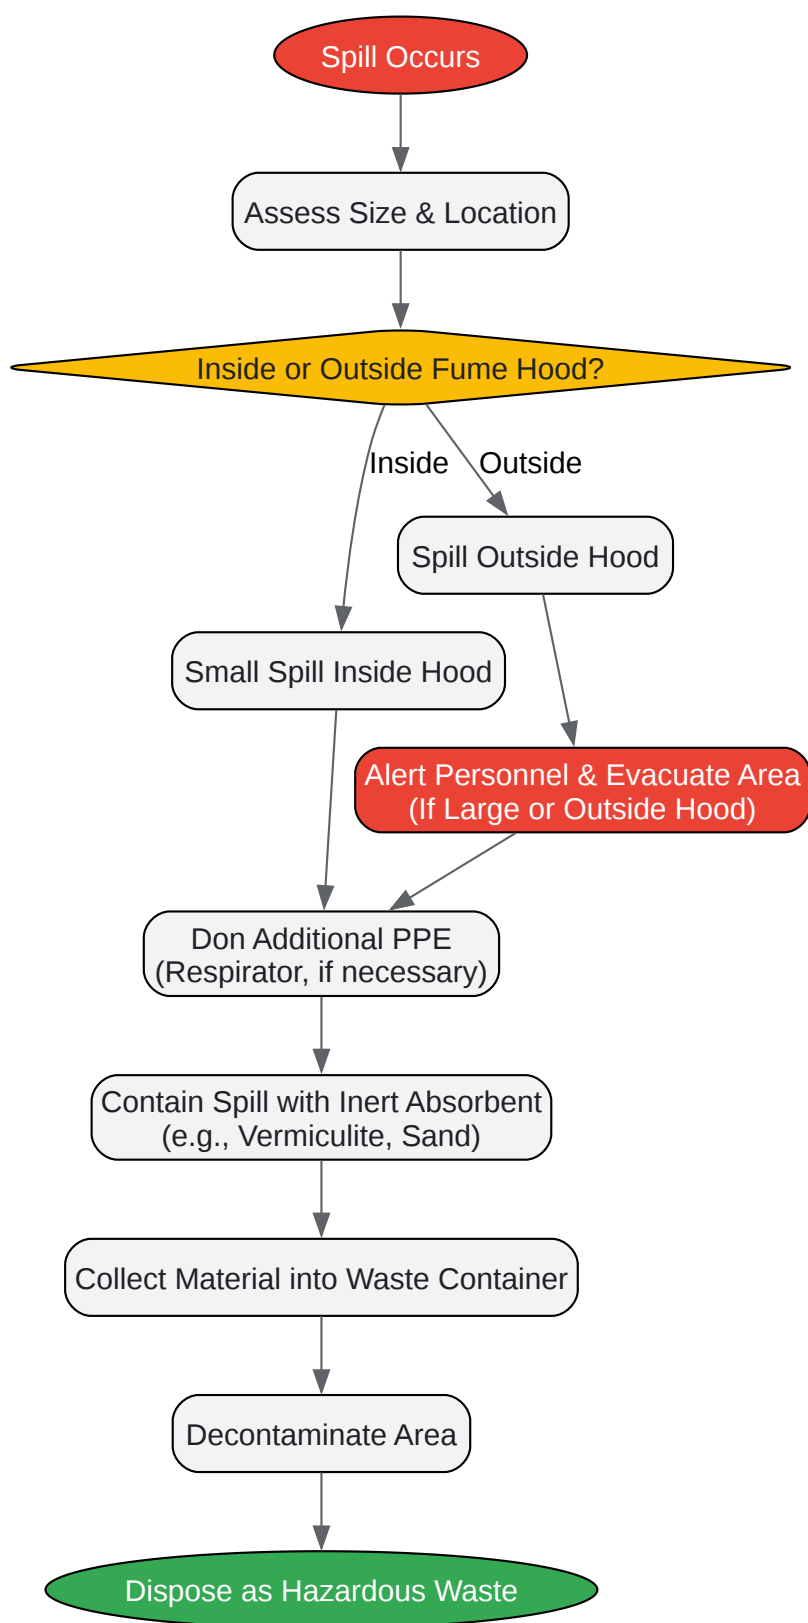 Spill Occurs
Assess Size & Location
Inside or Outside Fume Hood?
Inside
Outside
Spill Outside Hood
Small Spill Inside Hood
Alert Personnel & Evacuate Area
(If Large or Outside Hood)
Don Additional PPE
(Respirator, if necessary)
Contain Spill with Inert Absorbent
(e.g., Vermiculite, Sand)
Collect Material into Waste Container
Decontaminate Area
Dispose as Hazardous Waste